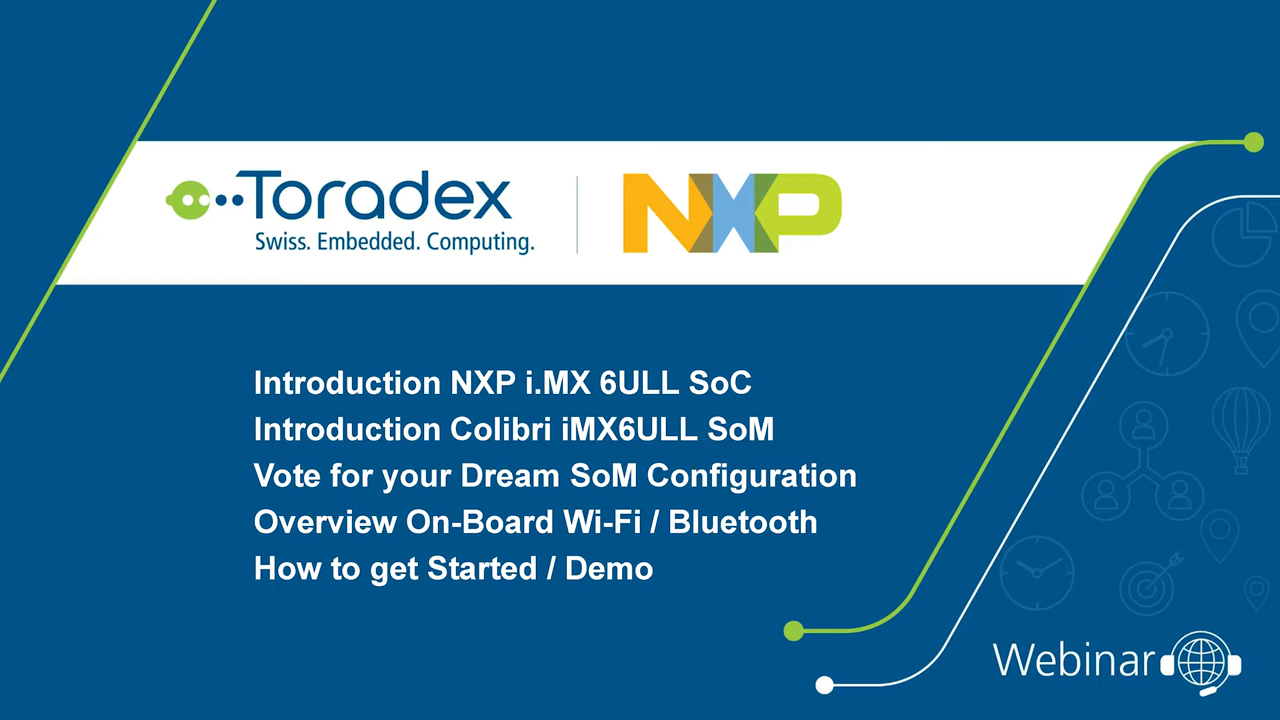 Toradex
Swiss. Embedded. Computing.
NXP
Introduction NXP i.MX 6ULL SoC
Introduction Colibri iMX6ULL SoM
Vote for your Dream SoM Configuration
Overview On-Board Wi-Fi / Bluetooth
How to get Started / Demo
Webinar